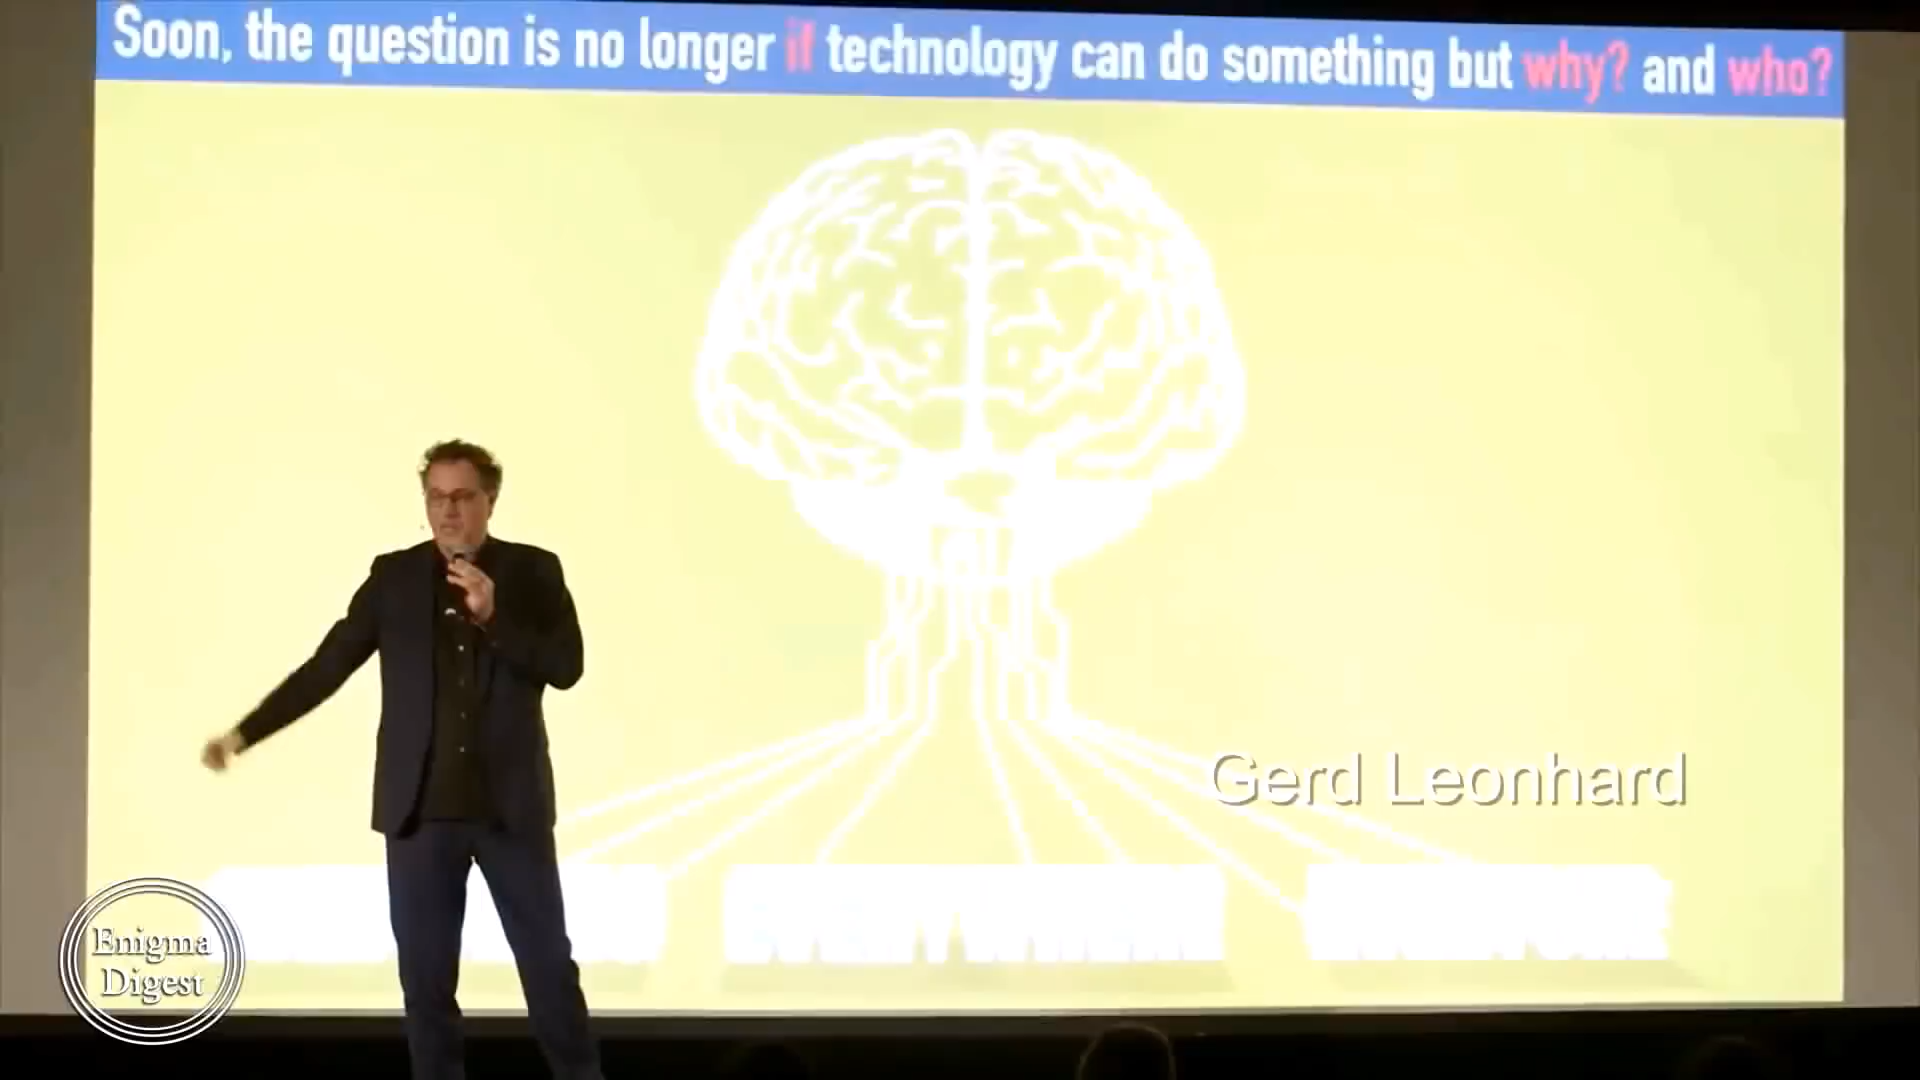 Soon, the question is no longer if technology can do something but why? and who?
Gerd Leonhard
Enigma
Digest